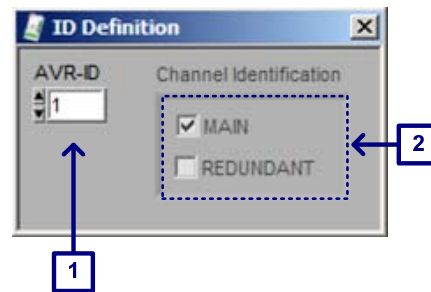 ID Definition
AVR-ID
Channel Identification
1
MAIN
REDUNDANT
2
1